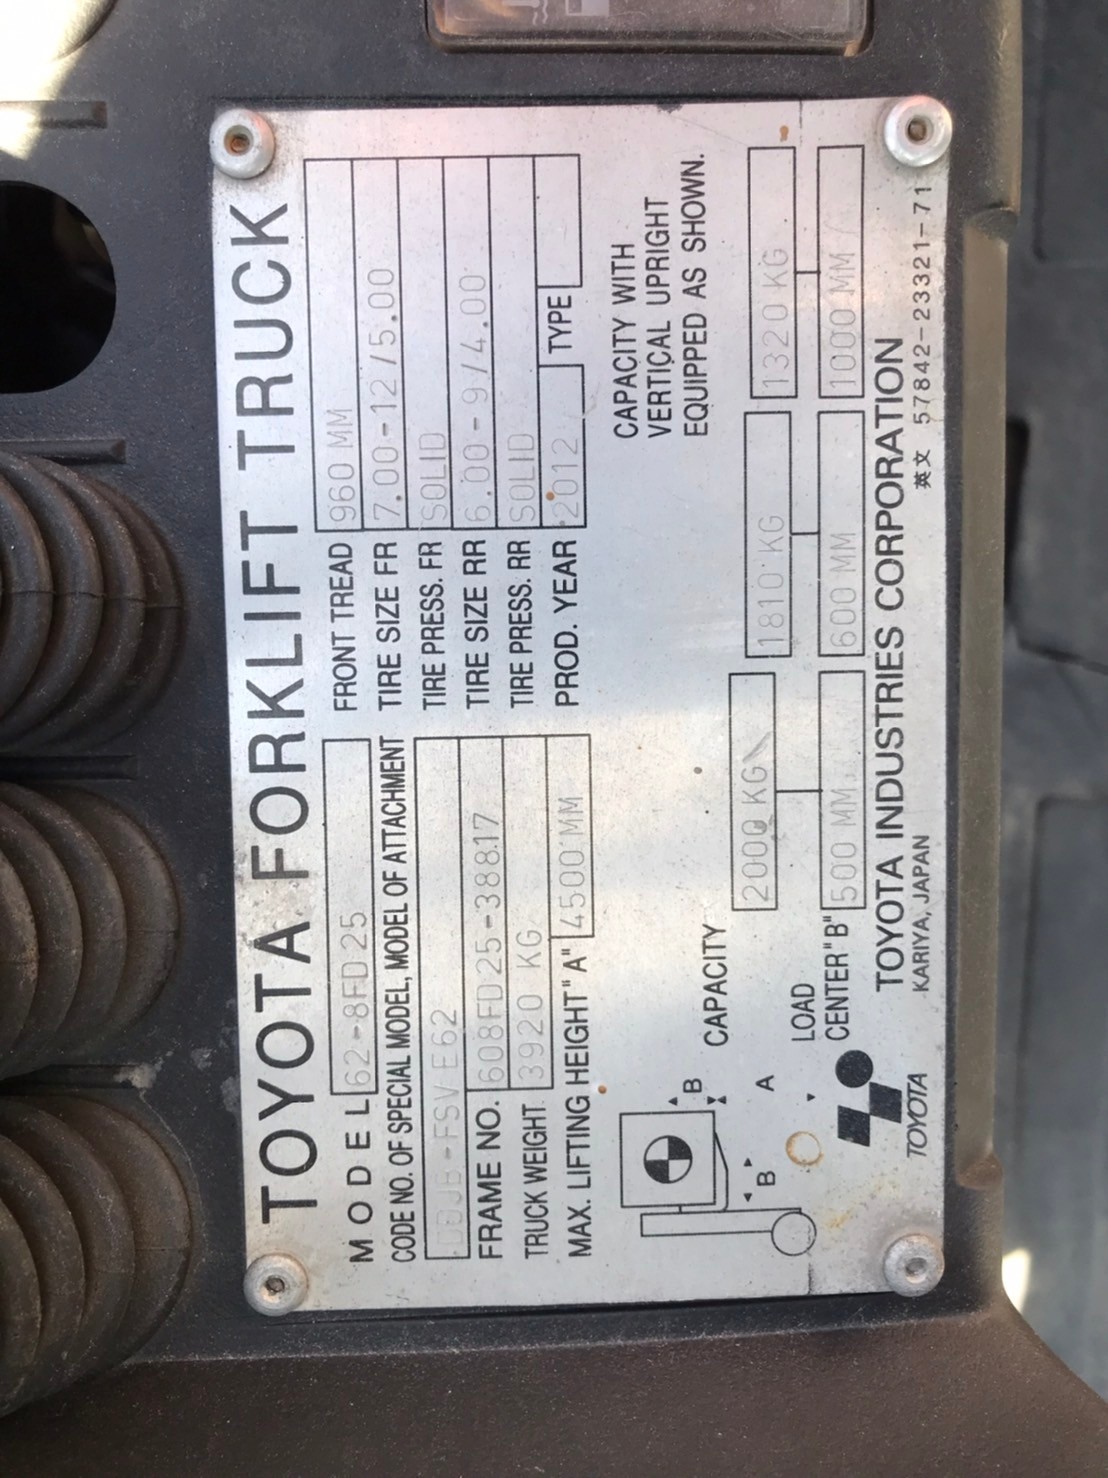 TOYOTA FORKLIFT TRUCK
MODEL 62-8FD25
CODE NO. OF SPECIAL MODEL, MODEL OF ATTACHMENT
FSVE62
FRAME NO. 608FD25-38817
TRUCK WEIGHT. 3920 KG
MAX. LIFTING HEIGHT "A" 4500 MM
FRONT TREAD 960 MM
TIRE SIZE FR 7.00-12/5.00
TIRE PRESS. FR SOLID
TIRE SIZE RR 6.00-9/4.00
TIRE PRESS. RR SOLID
PROD. YEAR 2012 TYPE
CAPACITY WITH
VERTICAL UPRIGHT
EQUIPPED AS SHOWN.
B
B
A
CAPACITY 2000 KG 1810 KG 1320 KG
LOAD
CENTER "B" 500 MM 600 MM 1000 MM
TOYOTA
TOYOTA INDUSTRIES CORPORATION
KARIYA, JAPAN
英文 57842-23321-71